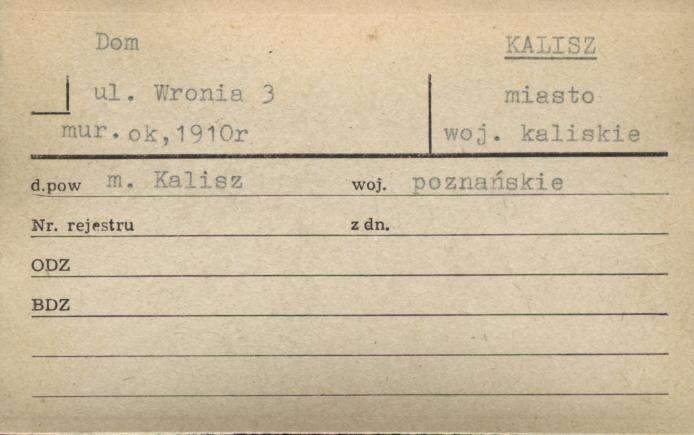 Dom
KALISZ
ul. Wronia 3
miasto
mur. ok,1910r
woj. kaliskie
d.pow m. Kalisz woj. poznańskie
Nr. rejestru z dn.
ODZ
BDZ